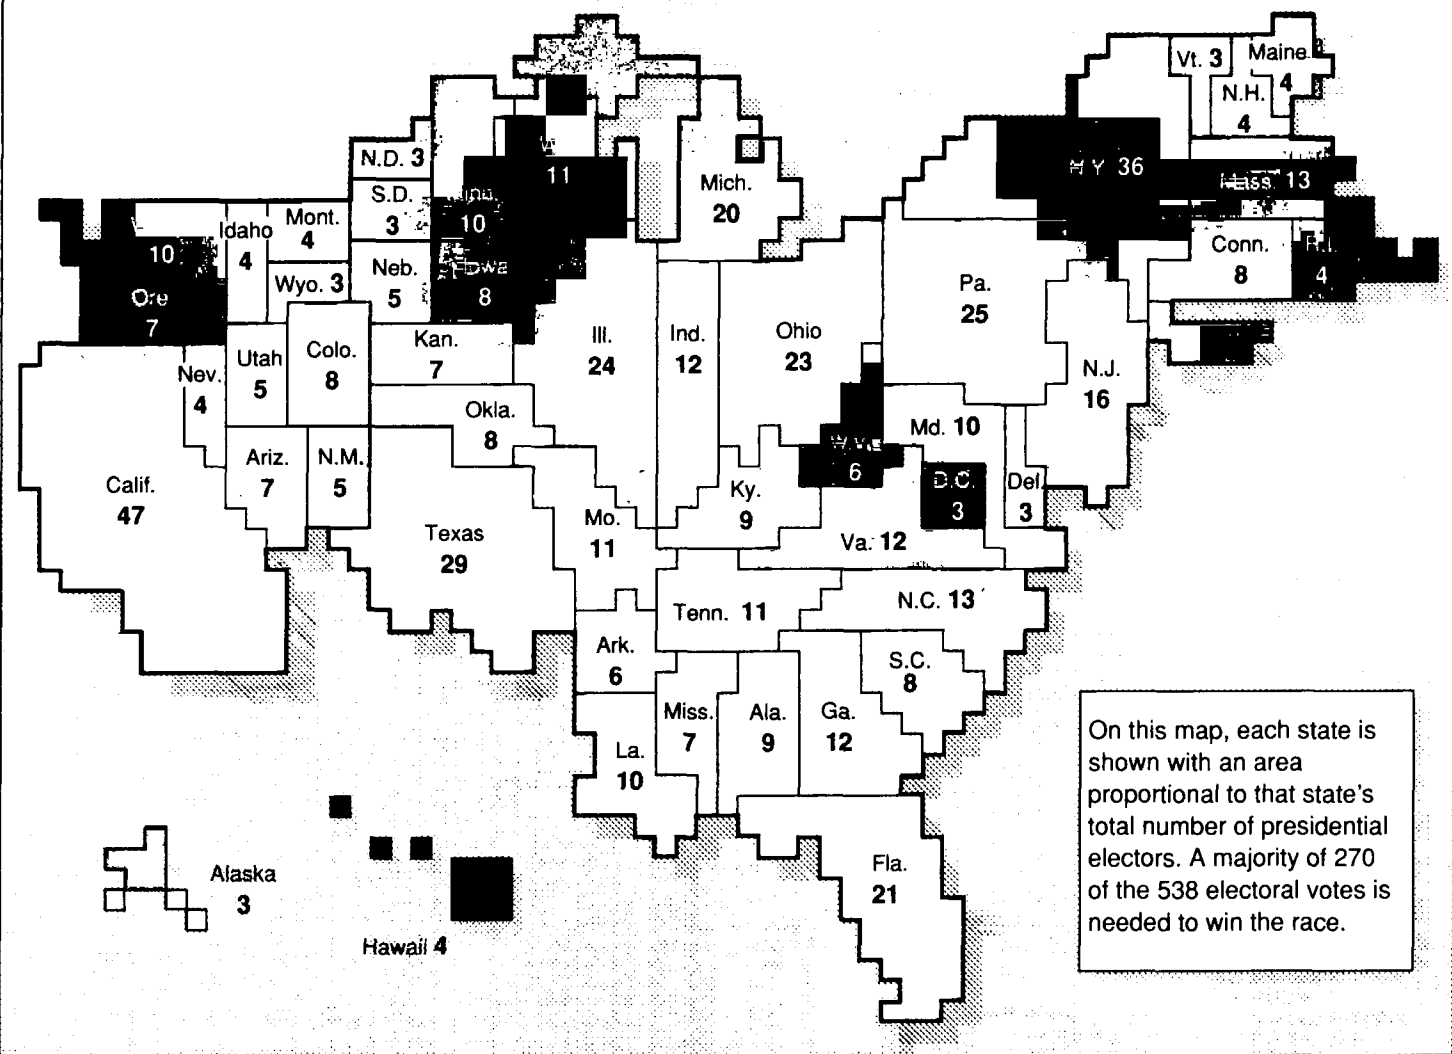 Vt. 3
Maine
4
N.H.
4
N.D. 3
S.D.
3
11
10
Mich.
20
N.Y. 36
Mass. 13
Idaho
4
Mont.
4
Wyo. 3
10
Ore
7
Neb.
5
Iowa
8
Conn.
8
4
Pa.
25
Ill.
24
Ind.
12
Ohio
23
Kan.
7
Utah
5
Colo.
8
Nev.
4
N.J.
16
Okla.
8
Md. 10
W.Va
6
D.C.
3
Del.
3
Ariz.
7
N.M.
5
Calif.
47
Ky.
9
Texas
29
Mo.
11
Va. 12
Tenn. 11
N.C. 13
Ark.
6
S.C.
8
Miss.
7
Ala.
9
Ga.
12
La.
10
Fla.
21
Alaska
3
Hawaii 4
On this map, each state is
shown with an area
proportional to that state's
total number of presidential
electors. A majority of 270
of the 538 electoral votes is
needed to win the race.